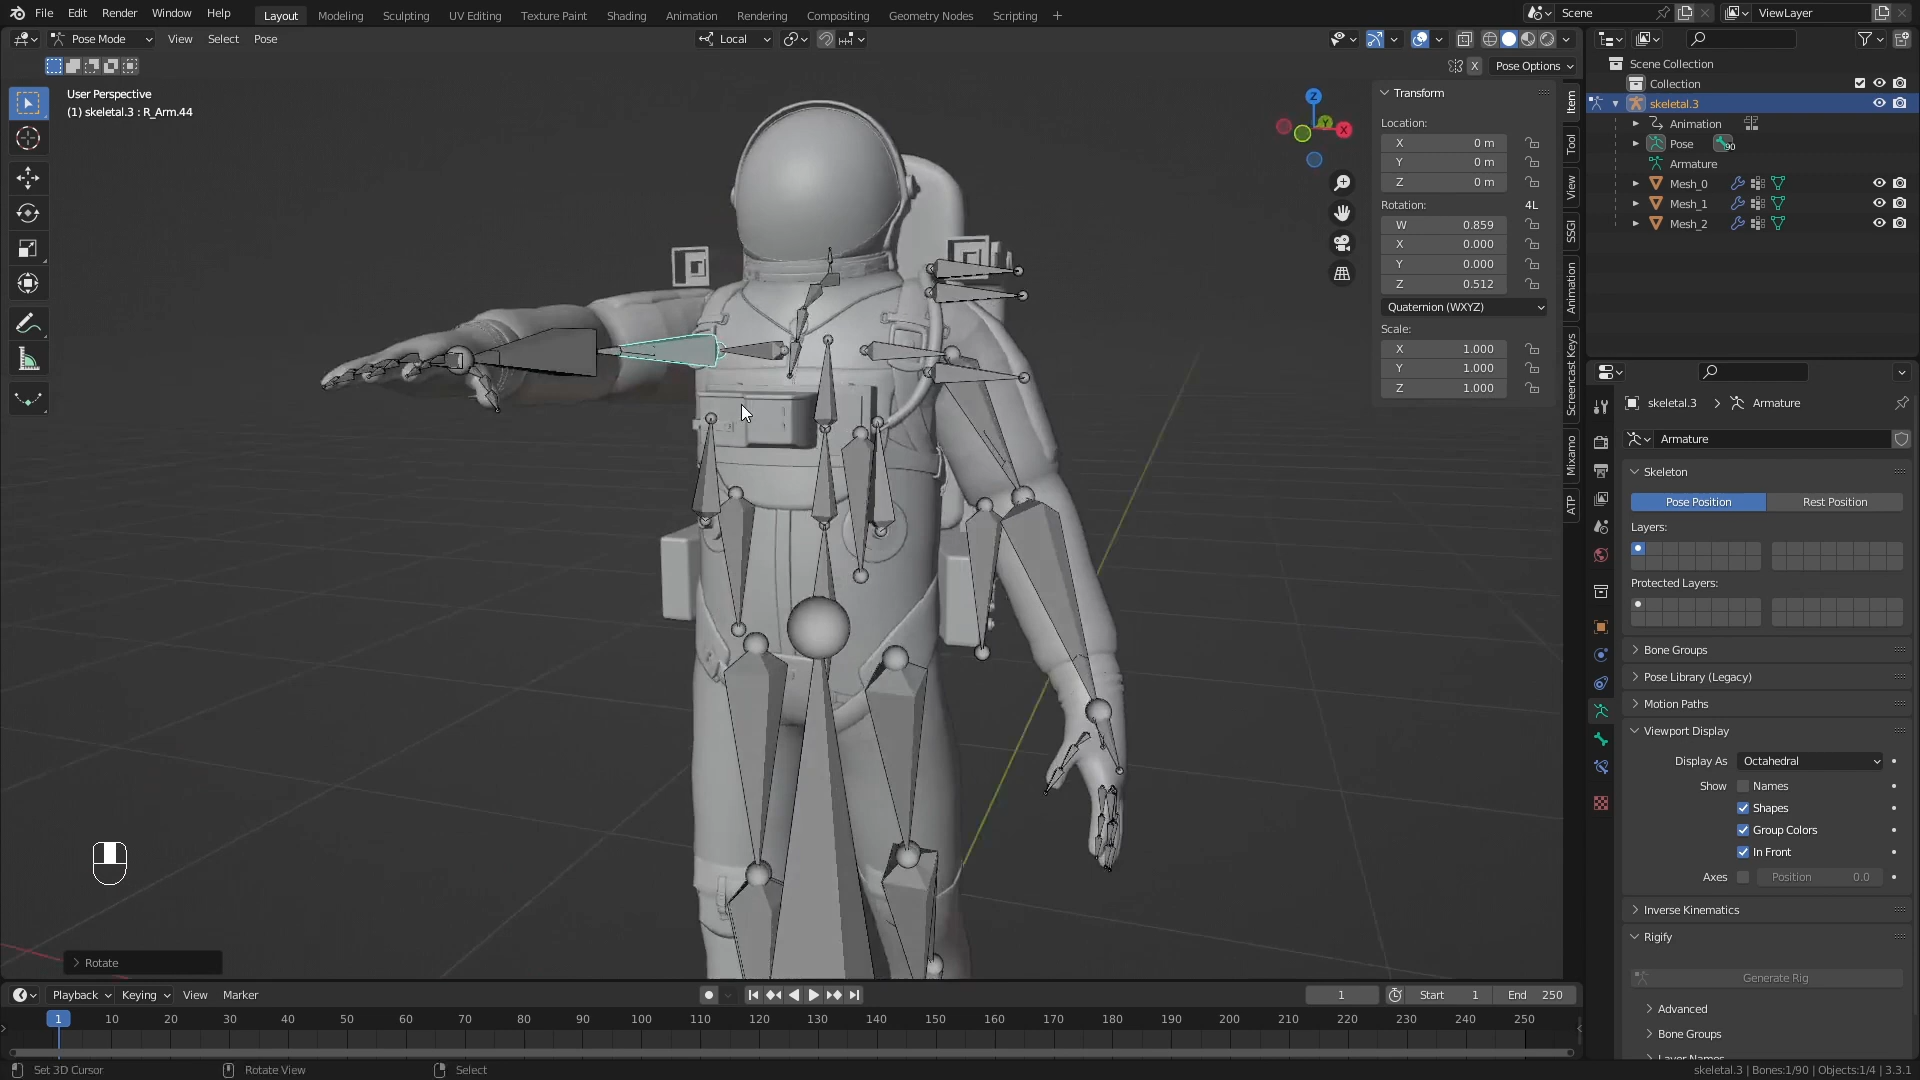 File Edit Render Window Help Layout Modeling Sculpting UV Editing Texture Paint Shading Animation Rendering Compositing Geometry Nodes Scripting + Scene ViewLayer
Pose Mode View Select Pose Local
X Pose Options
User Perspective
(1) skeletal.3 : R_Arm.44
Z
Y
X
Transform
Location:
X 0 m
Y 0 m
Z 0 m
Rotation: 4L
W 0.859
X 0.000
Y 0.000
Z 0.512
Quaternion (WXYZ)
Scale:
X 1.000
Y 1.000
Z 1.000
Item
Tool
View
SSGI
Animation
Screencast Keys
Mixamo
ATP
Scene Collection
Collection
skeletal.3
Animation
Pose 90
Armature
Mesh_0
Mesh_1
Mesh_2
skeletal.3 > Armature
Armature
Skeleton
Pose Position Rest Position
Layers:
Protected Layers:
Bone Groups
Pose Library (Legacy)
Motion Paths
Viewport Display
Display As Octahedral
Show Names
Shapes
Group Colors
In Front
Axes Position 0.0
Inverse Kinematics
Rigify
Generate Rig
Advanced
Bone Groups
Layer Names
Rotate
Playback Keying View Marker 1 Start 1 End 250
1 10 20 30 40 50 60 70 80 90 100 110 120 130 140 150 160 170 180 190 200 210 220 230 240 250
Set 3D Cursor Rotate View Select skeletal.3 | Bones:1/90 | Objects:1/4 | 3.3.1